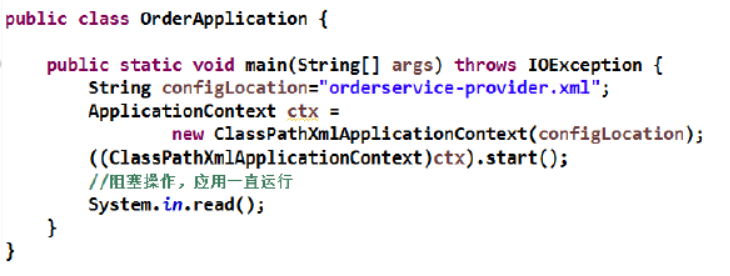 public class OrderApplication {
public static void main(String[] args) throws IOException {
String configLocation="orderservice-provider.xml";
ApplicationContext ctx =
new ClassPathXmlApplicationContext(configLocation);
((ClassPathXmlApplicationContext)ctx).start();
//阻塞操作，应用一直运行
System.in.read();
}
}